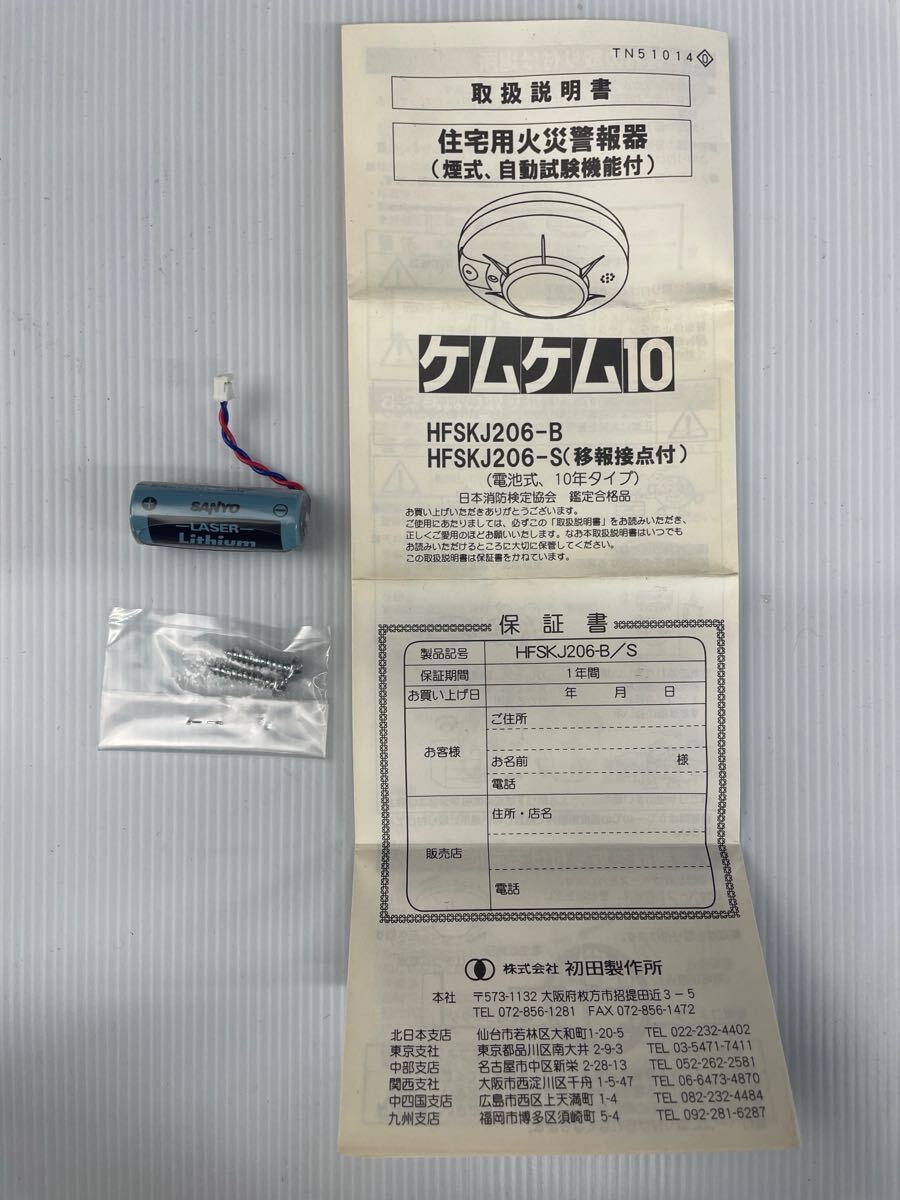 TN51014 D
取扱説明書
住宅用火災警報器
(煙式、自動試験機能付)
ケムケム10
HFSKJ206-B
HFSKJ206-S(移報接点付)
(電池式、10年タイプ)
日本消防検定協会 鑑定合格品
お買い上げいただきありがとうございます。
ご使用にあたりましては、必ずこの「取扱説明書」をお読みいただき、
正しくご愛用のほどお願いいたします。なお本取扱説明書はいつでも
お読みいただけるところに大切に保管してください。
この取扱説明書は保証書をかねています。
保証書
製品記号 HFSKJ206-B/S
保証期間 1年間
お買い上げ日 年 月 日
お客様
ご住所
お名前 様
電話
販売店
住所・店名
電話
株式会社 初田製作所
本社 〒573-1132 大阪府枚方市招提田近3-5
TEL 072-856-1281 FAX 072-856-1472
北日本支店 仙台市若林区大和町1-20-5 TEL 022-232-4402
東京支社 東京都品川区南大井 2-9-3 TEL 03-5471-7411
中部支店 名古屋市中区新栄 2-28-13 TEL 052-262-2581
関西支社 大阪市西淀川区千舟 1-5-47 TEL 06-6473-4870
中四国支店 広島市西区上天満町 1-4 TEL 082-232-4484
九州支店 福岡市博多区須崎町 5-4 TEL 092-281-6287
SANYO
LASER
Lithium